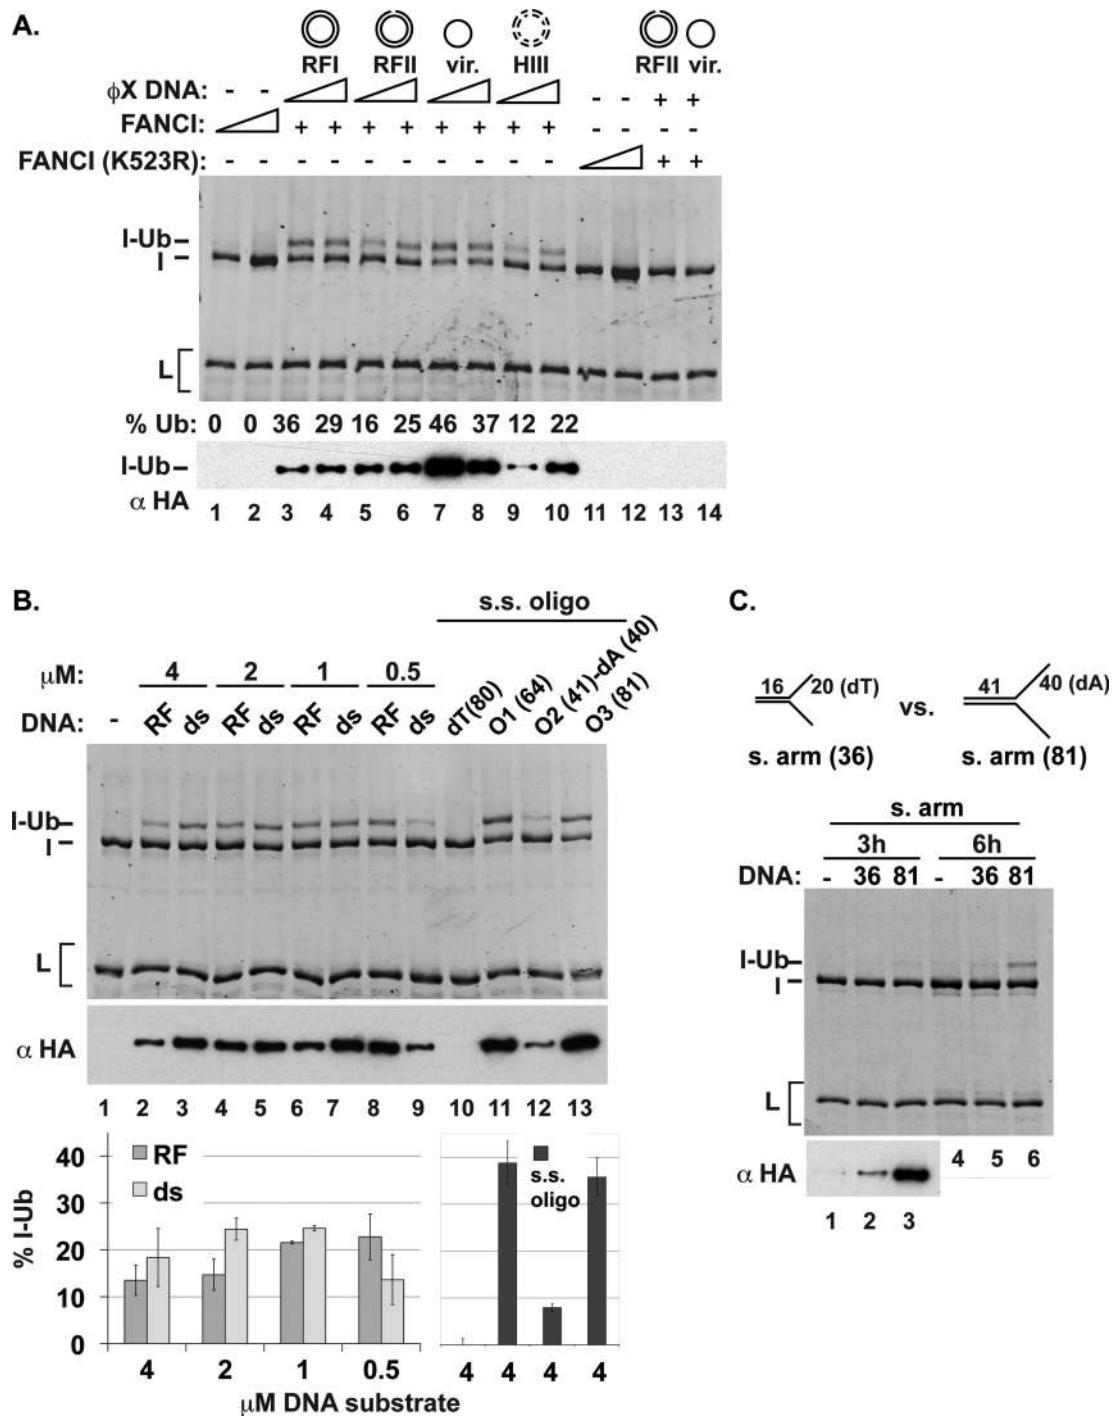 A.
RFI RFII vir. HIII RFII vir.
ϕX DNA: - - - - + +
FANCI: + + + + + + + + - - - -
FANCI (K523R): - - - - - - - - - - + +
I-Ub
I
L
% Ub: 0 0 36 29 16 25 46 37 12 22
I-Ub
α HA
1 2 3 4 5 6 7 8 9 10 11 12 13 14
B.
s.s. oligo
μM: 4 2 1 0.5
DNA: - RF ds RF ds RF ds RF ds dT(80) O1 (64) O2 (41)-dA (40) O3 (81)
I-Ub
I
L
α HA
1 2 3 4 5 6 7 8 9 10 11 12 13
40
30
20
10
0
% I-Ub
RF
ds
s.s. oligo
4 2 1 0.5 4 4 4 4
μM DNA substrate
C.
16 20 (dT) vs. 41 40 (dA)
s. arm (36) s. arm (81)
s. arm
3h 6h
DNA: - 36 81 - 36 81
I-Ub
I
L
α HA
4 5 6
1 2 3